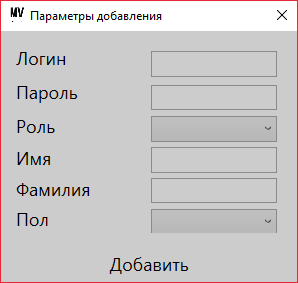 MV Параметры добавления
Логин
Пароль
Роль
Имя
Фамилия
Пол
Добавить